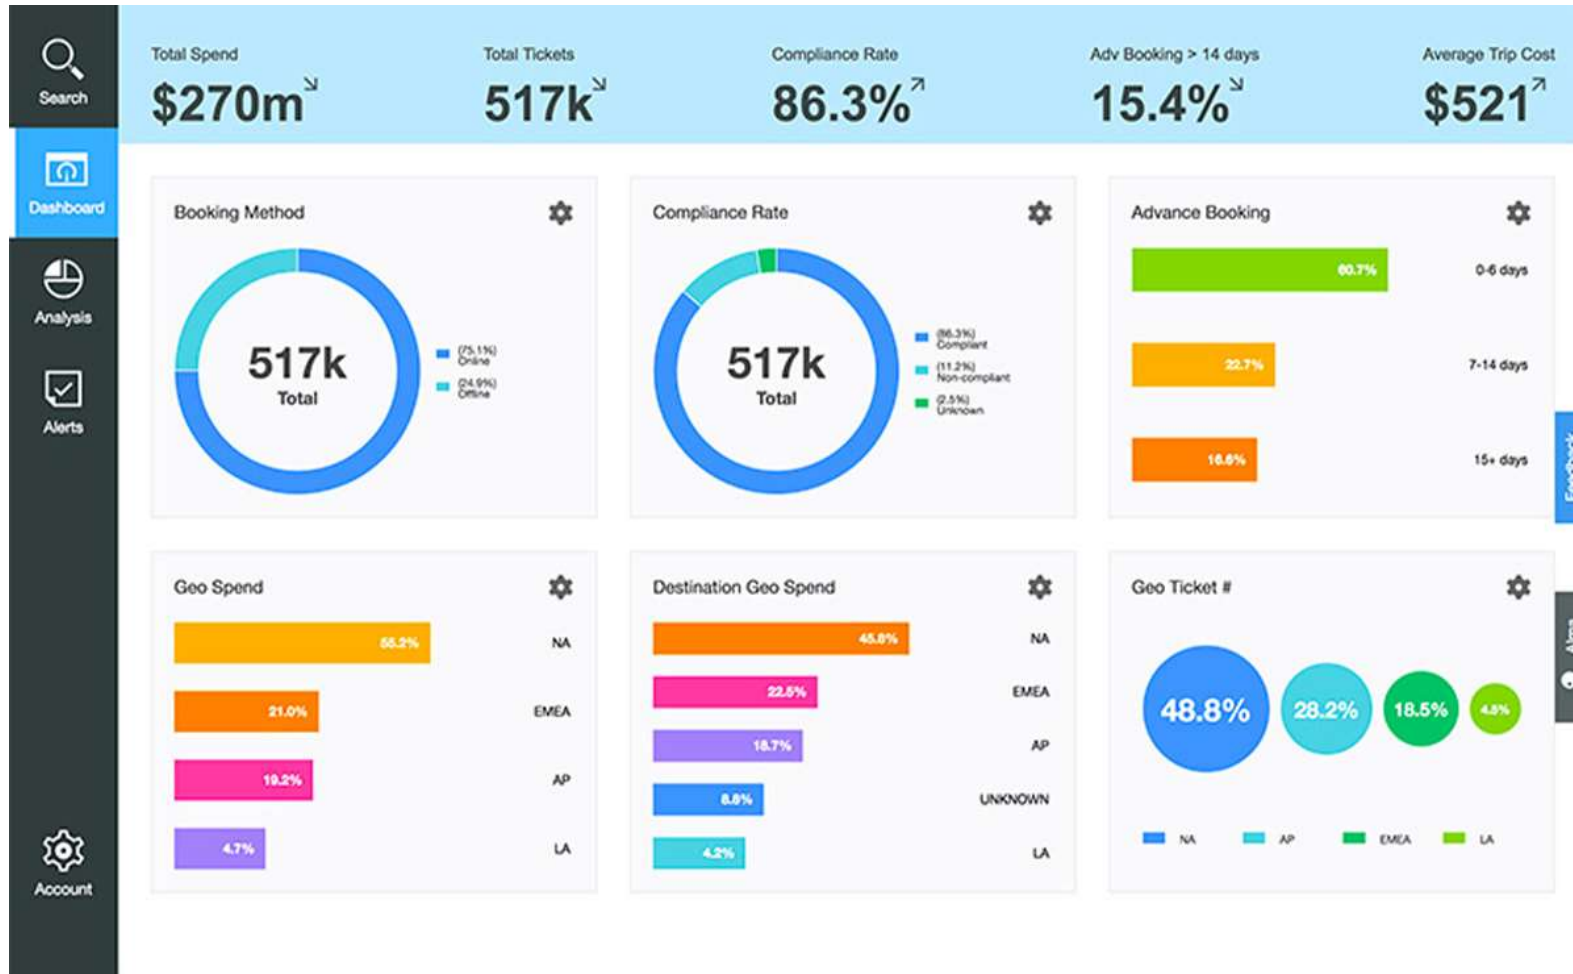 Search
Dashboard
Analysis
Alerts
Account
Total Spend
$270m
Total Tickets
517k
Compliance Rate
86.3%
Adv Booking > 14 days
15.4%
Average Trip Cost
$521
Booking Method
517k
Total
(75.1%)
Online
(24.9%)
Offline
Compliance Rate
517k
Total
(86.3%)
Compliant
(11.2%)
Non-compliant
(2.5%)
Unknown
Advance Booking
60.7% 0-6 days
22.7% 7-14 days
16.6% 15+ days
Feedback
Geo Spend
55.2% NA
21.0% EMEA
19.2% AP
4.7% LA
Destination Geo Spend
45.8% NA
22.5% EMEA
18.7% AP
8.8% UNKNOWN
4.2% LA
Geo Ticket #
48.8% 28.2% 18.5% 4.5%
NA AP EMEA LA